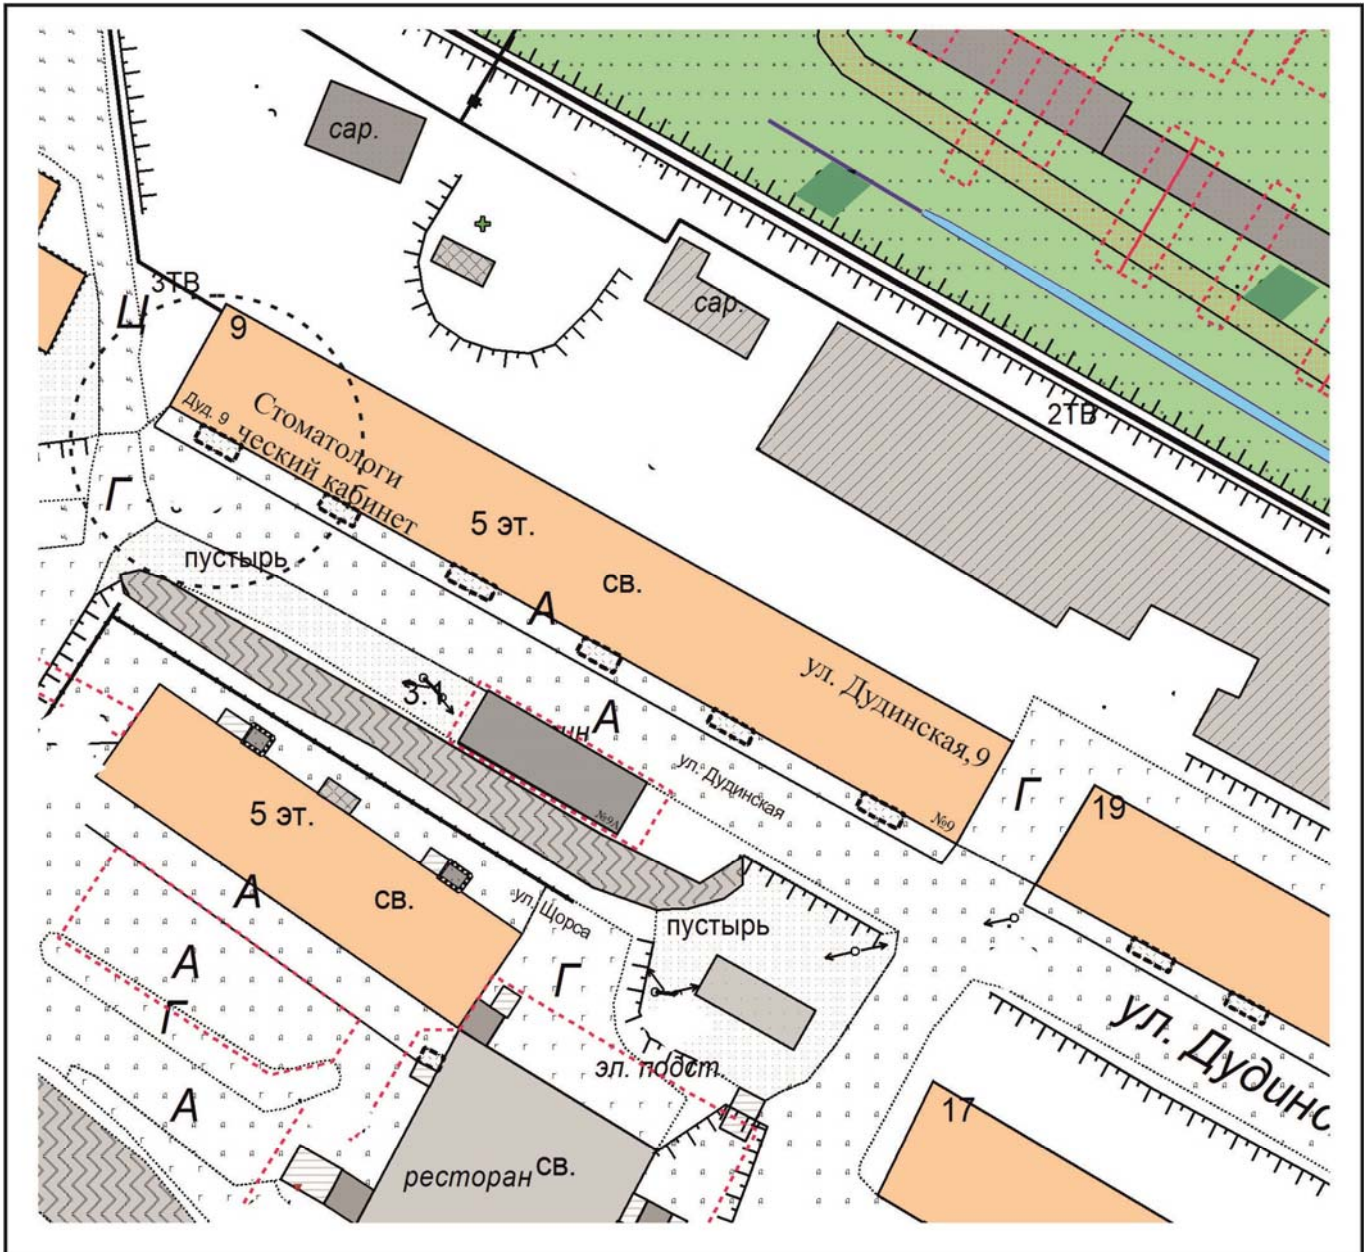 сар.
3ТВ
Ц
9
сар.
Дуд. 9
Стоматологи
ческий кабинет
2ТВ
Г
5 эт.
пустырь
св.
А
ул. Дудинская, 9
А
ул. Дудинская
№9А
№9
Г
19
5 эт.
А
св.
ул. Щорса
пустырь
А
Г
Г
ул. Дудинс
эл. подст
А
17
ресторан
св.